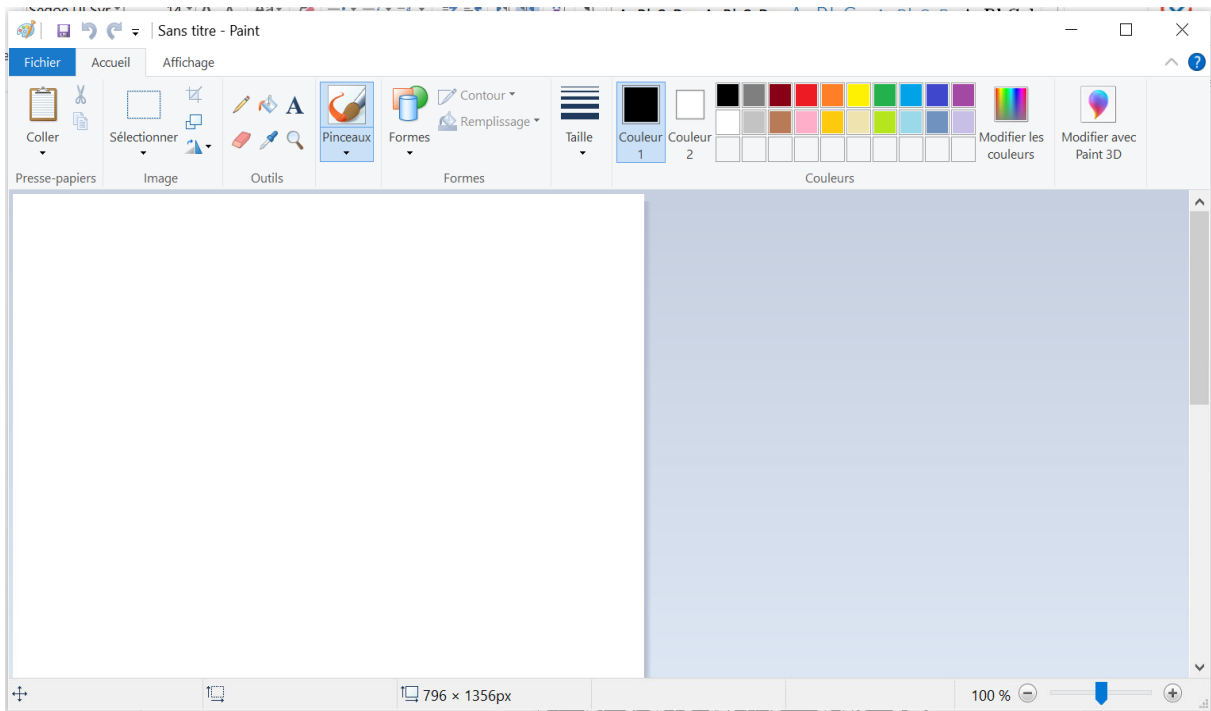 Sans titre - Paint
Fichier Accueil Affichage
Coller
Sélectionner
A
Pinceaux
Formes
Contour
Remplissage
Taille
Couleur 1
Couleur 2
Modifier les couleurs
Modifier avec Paint 3D
Presse-papiers Image Outils Formes Couleurs
796 × 1356px 100 %